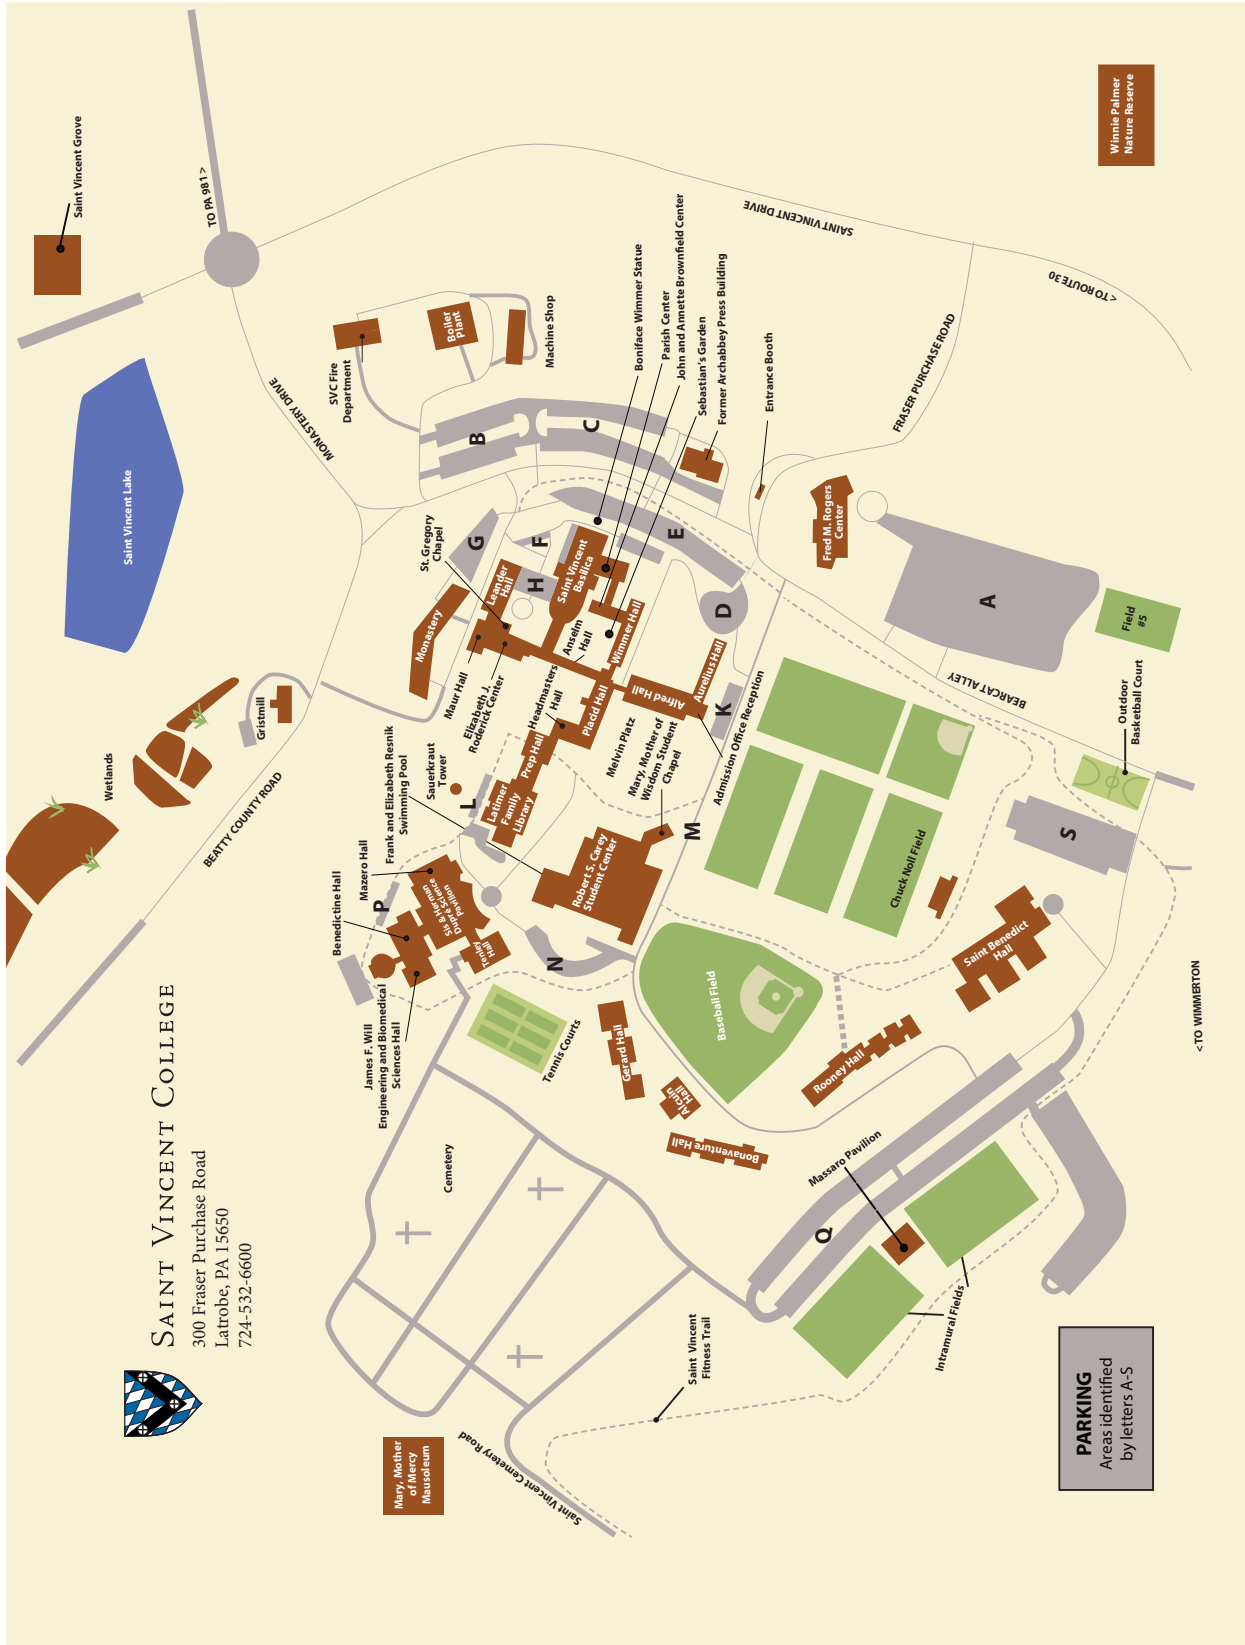 SAINT VINCENT COLLEGE
300 Fraser Purchase Road
Latrobe, PA 15650
724-532-6600
Saint Vincent Grove
TO PA 981 >
Winnie Palmer
Nature Reserve
SAINT VINCENT DRIVE
< TO ROUTE 30
Saint Vincent Lake
MONASTERY DRIVE
SVC Fire
Department
Boiler
Plant
Machine Shop
Boniface Wimmer Statue
Parish Center
John and Annette Brownfield Center
Sebastian's Garden
Former Archabbey Press Building
Entrance Booth
FRASER PURCHASE ROAD
B
C
St. Gregory
Chapel
G
F
E
H
D
Leander
Hall
Saint Vincent
Basilica
Fred M. Rogers
Center
A
Field
#5
Monastery
Maur Hall
Elizabeth J.
Roderick Center
Anselm
Hall
Wimmer Hall
Headmasters
Hall
Placid Hall
Alfred Hall
Aurelius Hall
K
Admission Office Reception
BEARCAT ALLEY
Outdoor
Basketball Court
Wetlands
Gristmill
BEATTY COUNTY ROAD
Frank and Elizabeth Resnik
Swimming Pool
Sauerkraut
Tower
L
Prep Hall
Latimer
Family
Library
Melvin Platz
Mary, Mother of
Wisdom Student
Chapel
M
Robert S. Carey
Student Center
Chuck Noll Field
S
Benedictine Hall
Mazero Hall
P
Sis & Herman
Dupré Science
Pavilion
Tenley
Hall
N
James F. Will
Engineering and Biomedical
Sciences Hall
Tennis Courts
Baseball Field
Saint Benedict
Hall
< TO WIMMERTON
Gerard Hall
Alcuin
Hall
Bonaventure Hall
Rooney Hall
Cemetery
Massaro Pavilion
Q
Intramural Fields
Saint Vincent
Fitness Trail
Mary, Mother
of Mercy
Mausoleum
Saint Vincent Cemetery Road
PARKING
Areas identified
by letters A-S